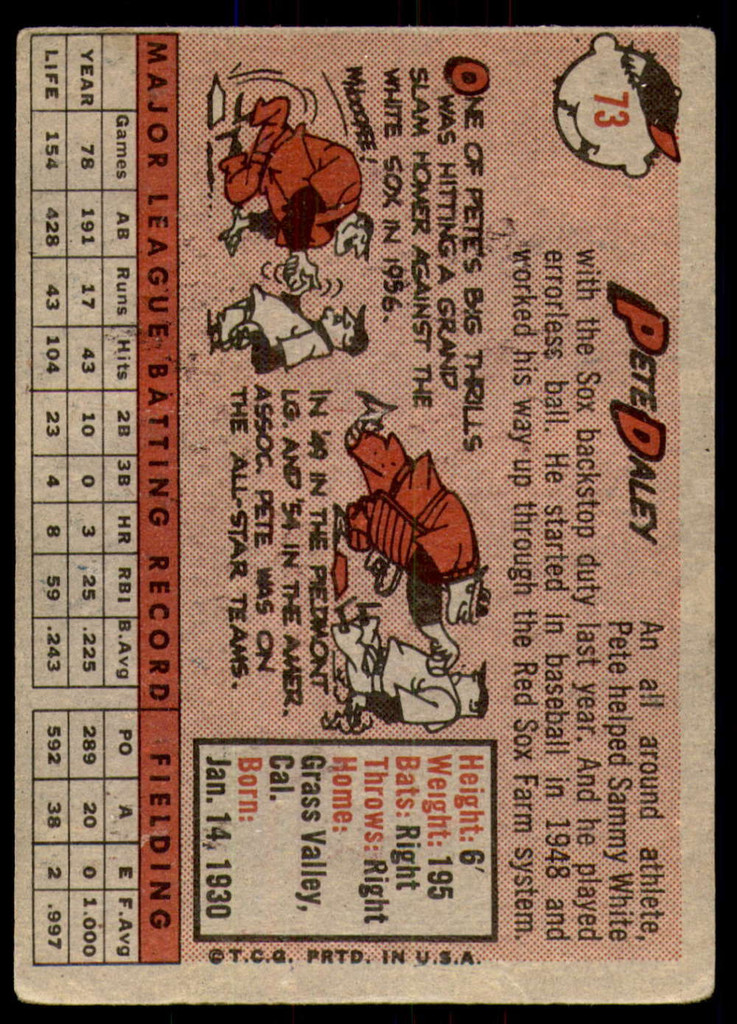 73
PETE DALEY
An all around athlete,
Pete helped Sammy White
with the Sox backstop duty last year. And he played
errorless ball. He started in baseball in 1948 and
worked his way up through the Red Sox Farm system.
ONE OF PETE'S BIG THRILLS
WAS HITTING A GRAND
SLAM HOMER AGAINST THE
WHITE SOX IN 1956.
WHOOPEE!
IN '49 IN THE PIEDMONT
LG. AND '54 IN THE AMER.
ASSOC. PETE WAS ON
THE ALL-STAR TEAMS.
Height: 6'
Weight: 195
Bats: Right
Throws: Right
Home:
Grass Valley,
Cal.
Born:
Jan. 14, 1930
© T.C.G. PRTD. IN U.S.A.
MAJOR LEAGUE BATTING RECORD FIELDING
Games AB Runs Hits 2B 3B HR RBI B.Avg PO A E F.Avg
YEAR 78 191 17 43 10 0 3 25 .225 289 20 0 1.000
LIFE 154 428 43 104 23 4 8 59 .243 592 38 2 .997